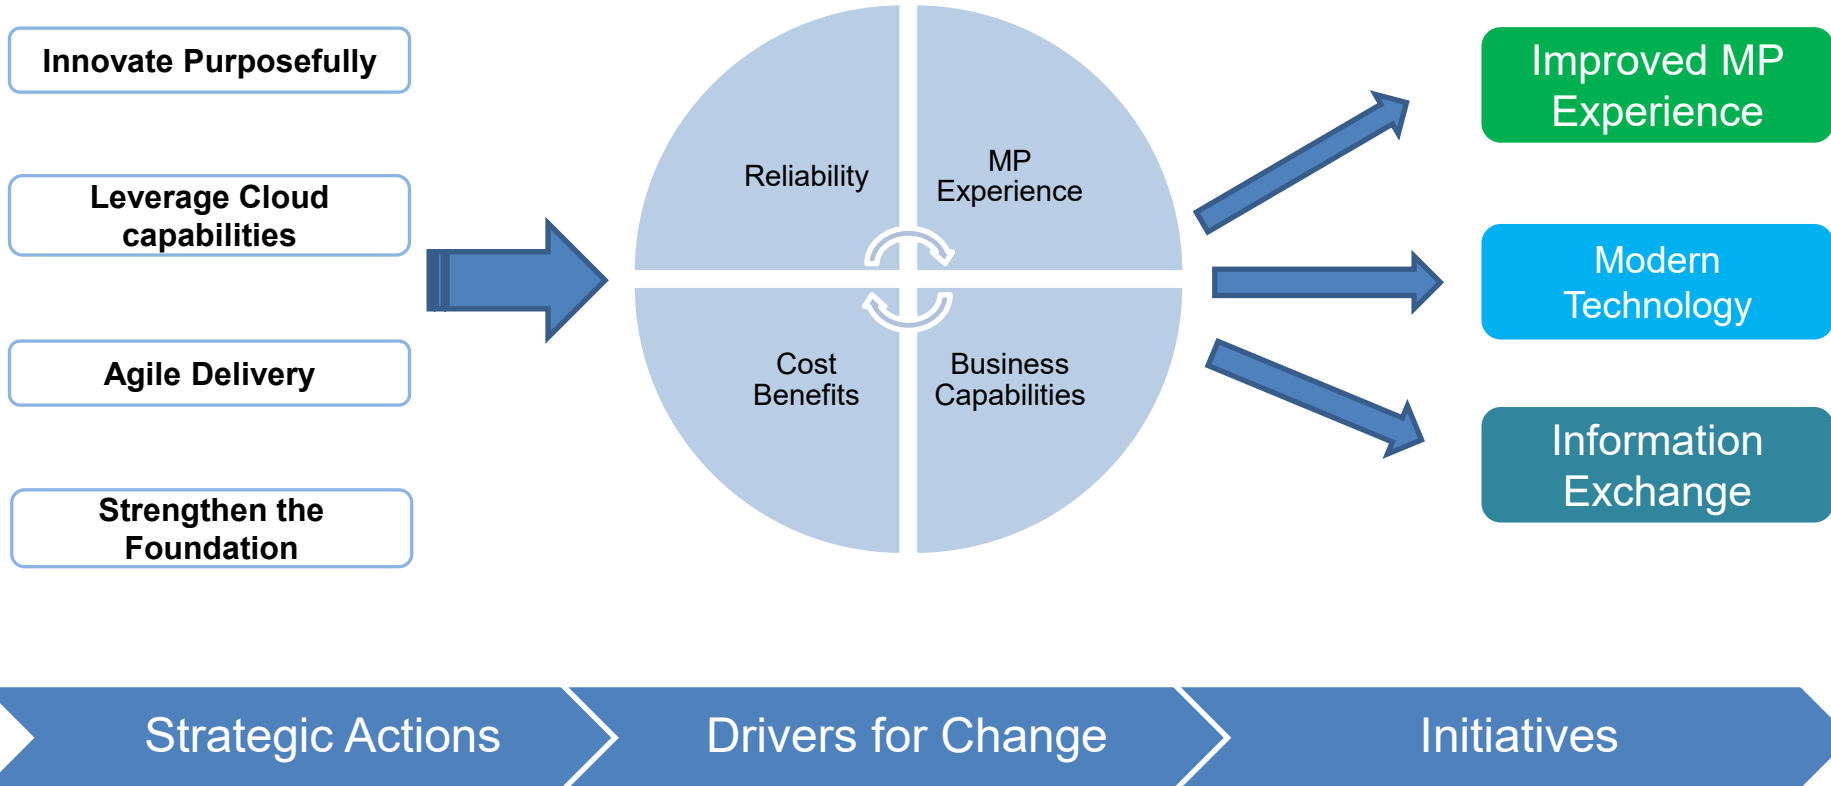 Innovate Purposefully
Leverage Cloud
capabilities
Agile Delivery
Strengthen the
Foundation
Reliability
MP
Experience
Cost
Benefits
Business
Capabilities
Improved MP
Experience
Modern
Technology
Information
Exchange
Strategic Actions
Drivers for Change
Initiatives